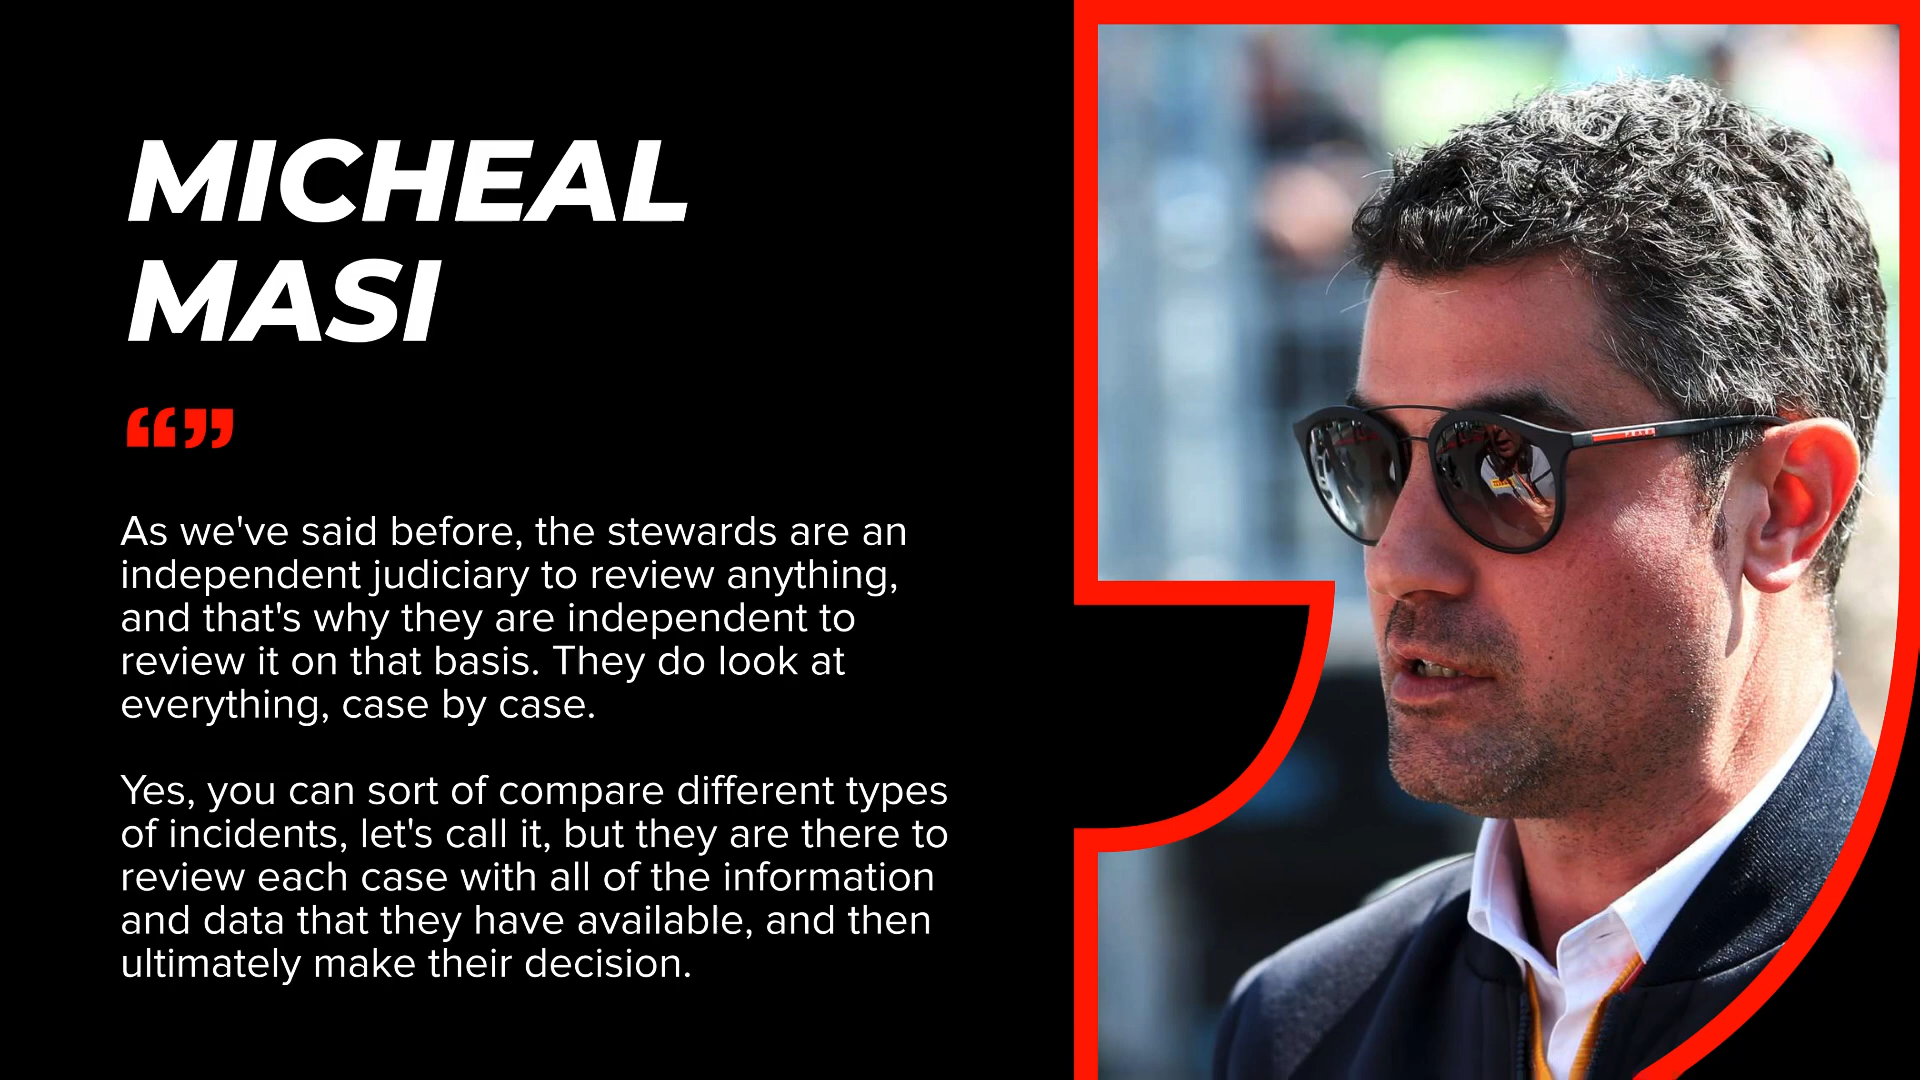 MICHEAL
MASI
“”
As we've said before, the stewards are an
independent judiciary to review anything,
and that's why they are independent to
review it on that basis. They do look at
everything, case by case.
Yes, you can sort of compare different types
of incidents, let's call it, but they are there to
review each case with all of the information
and data that they have available, and then
ultimately make their decision.